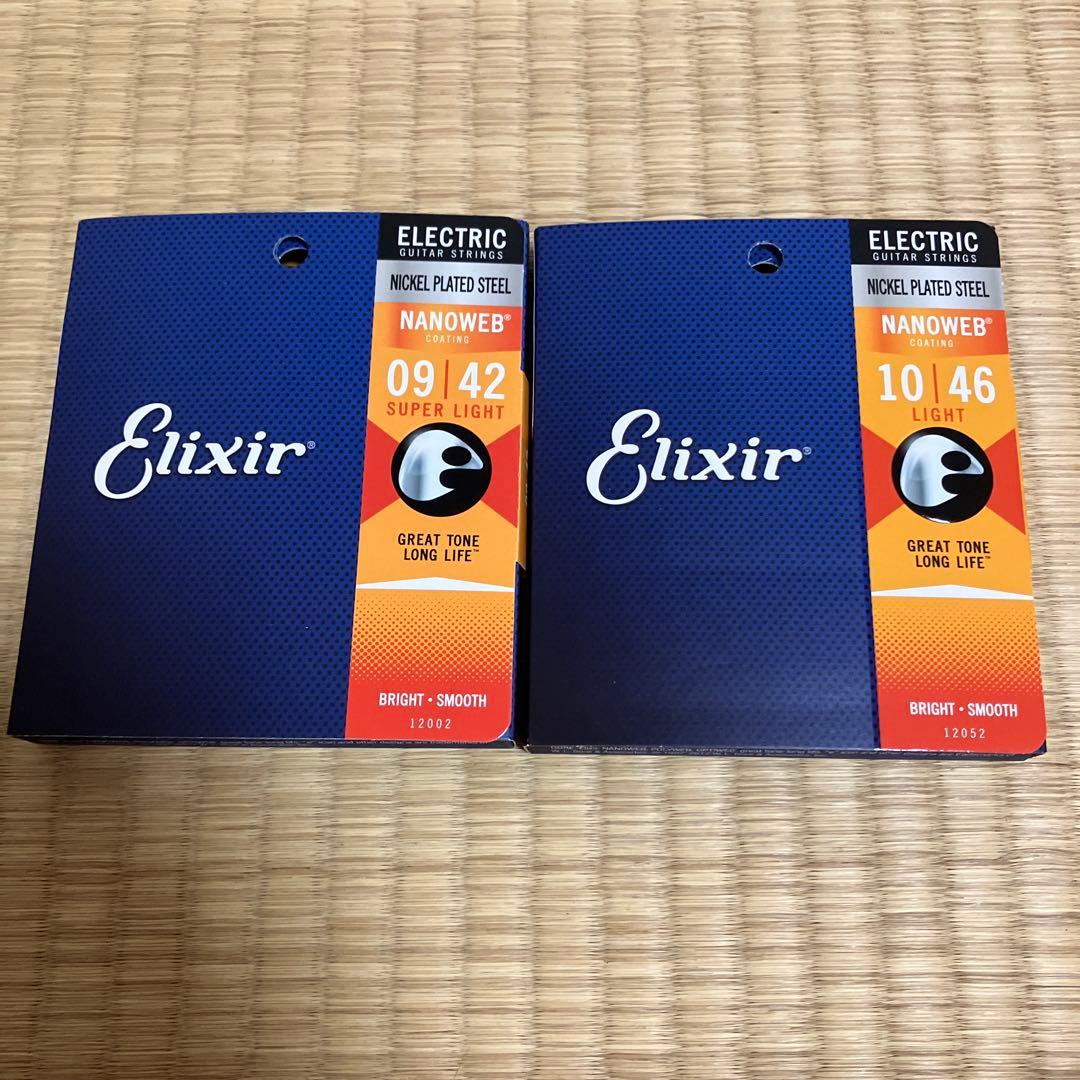 Elixir®
ELECTRIC
GUITAR STRINGS
NICKEL PLATED STEEL
NANOWEB®
COATING
09|42
SUPER LIGHT
GREAT TONE
LONG LIFE™
BRIGHT • SMOOTH
12002
Elixir®
ELECTRIC
GUITAR STRINGS
NICKEL PLATED STEEL
NANOWEB®
COATING
10|46
LIGHT
GREAT TONE
LONG LIFE™
BRIGHT • SMOOTH
12052